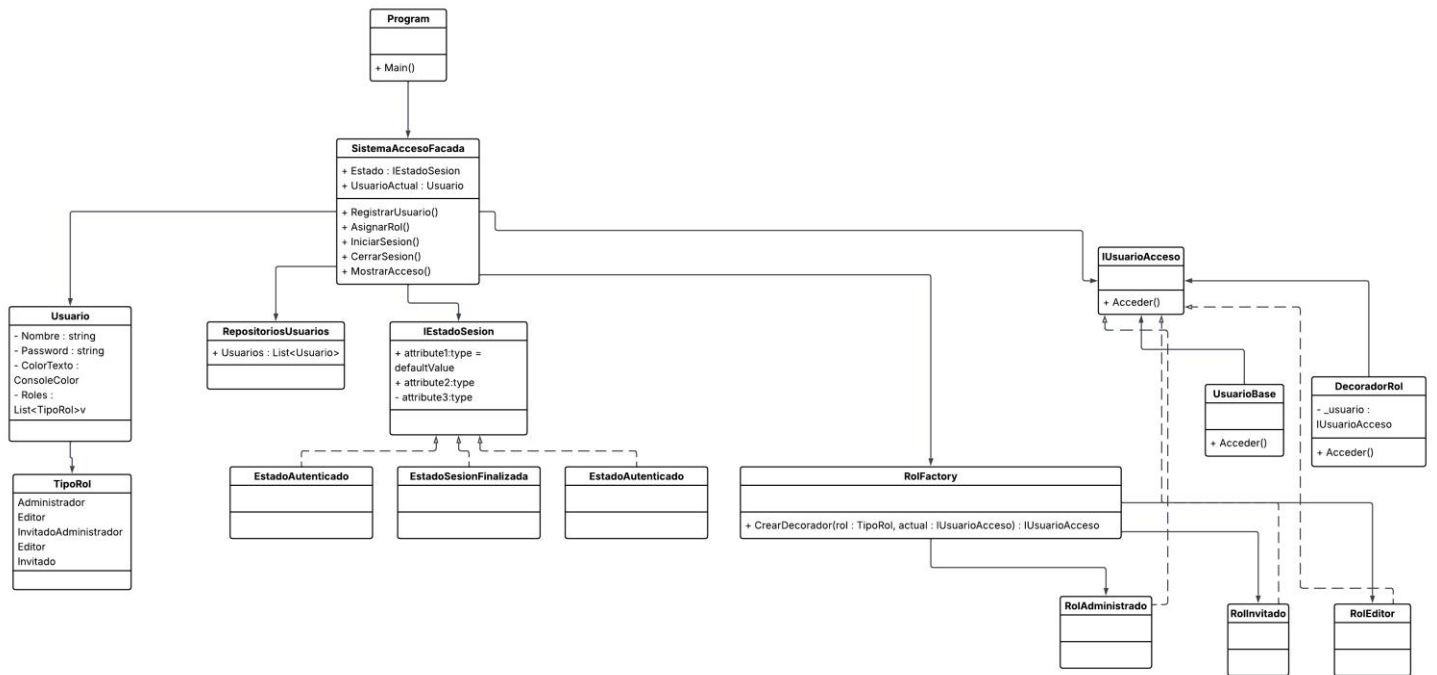 Program
+ Main()
SistemaAccesoFacada
+ Estado : IEstadoSesion
+ UsuarioActual : Usuario
+ RegistrarUsuario()
+ AsignarRol()
+ IniciarSesion()
+ CerrarSesion()
+ MostrarAcceso()
IUsuarioAcceso
+ Acceder()
Usuario
- Nombre : string
- Password : string
- ColorTexto :
ConsoleColor
- Roles :
List<TipoRol>v
RepositoriosUsuarios
+ Usuarios : List<Usuario>
IEstadoSesion
+ attribute1:type =
defaultValue
+ attribute2:type
- attribute3:type
UsuarioBase
+ Acceder()
DecoradorRol
- _usuario :
IUsuarioAcceso
+ Acceder()
TipoRol
Administrador
Editor
InvitadoAdministrador
Editor
Invitado
EstadoAutenticado
EstadoSesionFinalizada
EstadoAutenticado
RolFactory
+ CrearDecorador(rol : TipoRol, actual : IUsuarioAcceso) : IUsuarioAcceso
RolAdministrado
RolInvitado
RolEditor